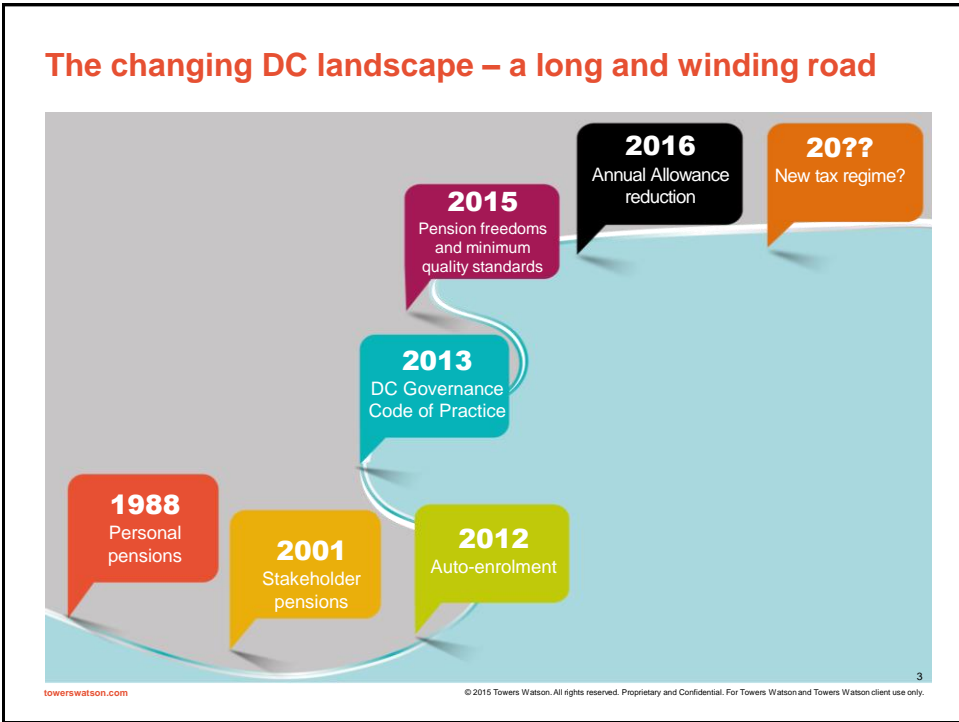 The changing DC landscape – a long and winding road
1988
Personal
pensions
2001
Stakeholder
pensions
2012
Auto-enrolment
2013
DC Governance
Code of Practice
2015
Pension freedoms
and minimum
quality standards
2016
Annual Allowance
reduction
20??
New tax regime?
3
towerswatson.com
© 2015 Towers Watson. All rights reserved. Proprietary and Confidential. For Towers Watson and Towers Watson client use only.